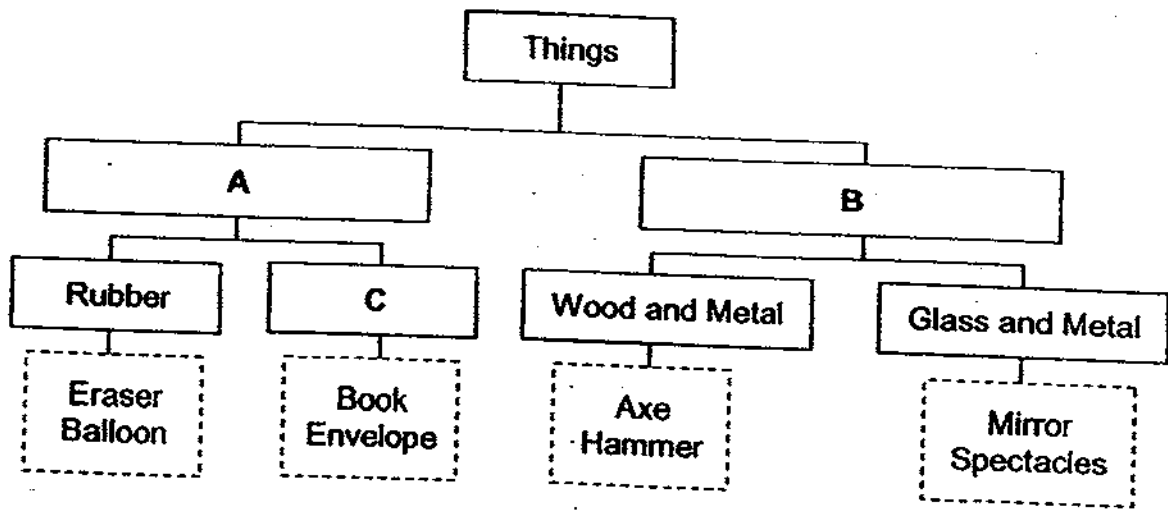 Things
A
B
Rubber
C
Wood and Metal
Glass and Metal
Eraser
Balloon
Book
Envelope
Axe
Hammer
Mirror
Spectacles